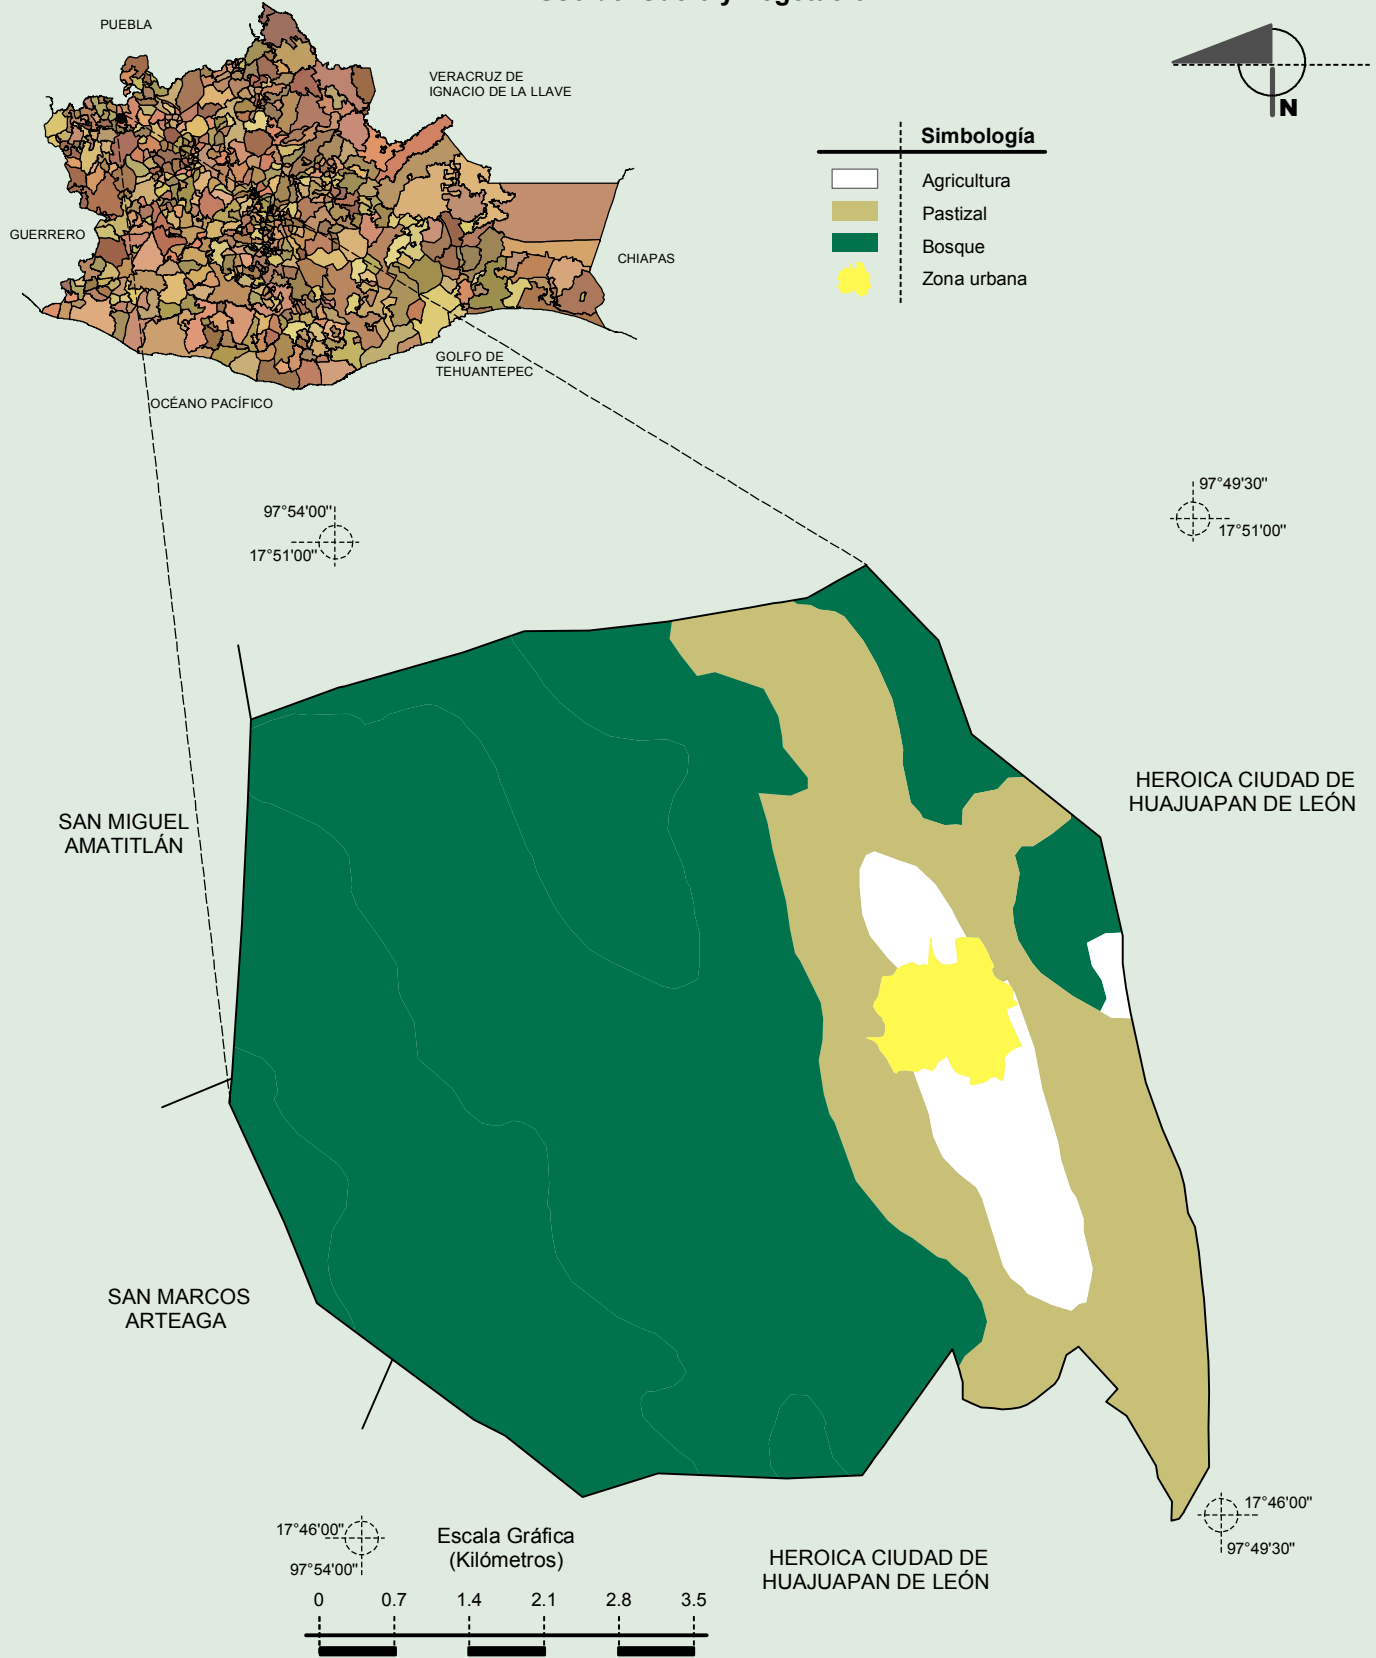 PUEBLA
VERACRUZ DE
IGNACIO DE LA LLAVE
GUERRERO
CHIAPAS
GOLFO DE
TEHUANTEPEC
OCÉANO PACÍFICO
N
Simbología
Agricultura
Pastizal
Bosque
Zona urbana
97°54'00"
17°51'00"
97°49'30"
17°51'00"
HEROICA CIUDAD DE
HUAJUAPAN DE LEÓN
SAN MIGUEL
AMATITLÁN
SAN MARCOS
ARTEAGA
17°46'00"
97°54'00"
Escala Gráfica
(Kilómetros)
0 0.7 1.4 2.1 2.8 3.5
HEROICA CIUDAD DE
HUAJUAPAN DE LEÓN
17°46'00"
97°49'30"